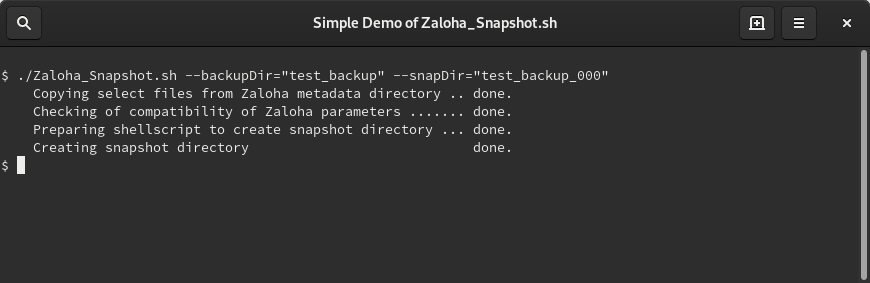 Simple Demo of Zaloha_Snapshot.sh
$ ./Zaloha_Snapshot.sh --backupDir="test_backup" --snapDir="test_backup_000"
Copying select files from Zaloha metadata directory .. done.
Checking of compatibility of Zaloha parameters ....... done.
Preparing shellscript to create snapshot directory ... done.
Creating snapshot directory                            done.
$